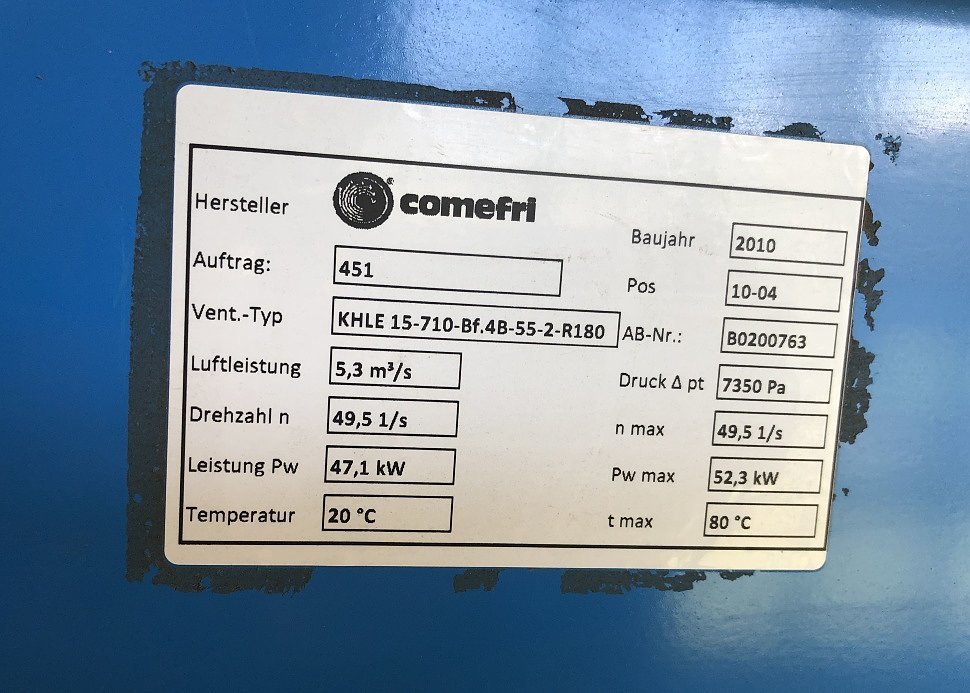 Hersteller ® comefri
Baujahr 2010
Auftrag: 451
Pos 10-04
Vent.-Typ KHLE 15-710-Bf.4B-55-2-R180
AB-Nr.: B0200763
Luftleistung 5,3 m³/s
Druck Δ pt 7350 Pa
Drehzahl n 49,5 1/s
n max 49,5 1/s
Leistung Pw 47,1 kW
Pw max 52,3 kW
Temperatur 20 °C
t max 80 °C